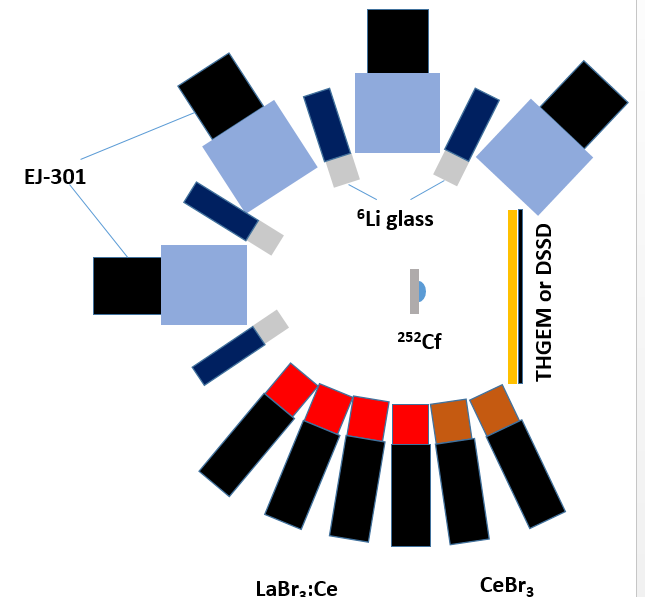 EJ-301
⁶Li glass
THGEM or DSSD
²⁵²Cf
LaBr₃:Ce
CeBr₃